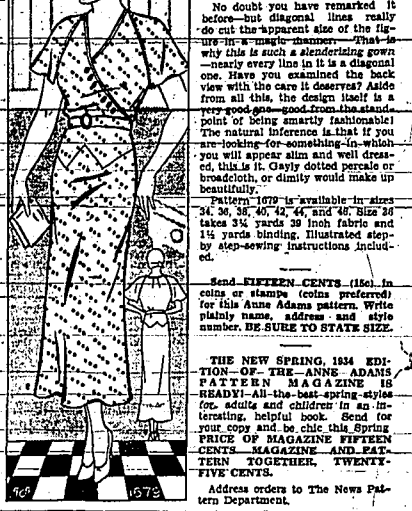 No doubt you have remarked it
before—but diagonal lines really
do cut the apparent size of the fig-
ure in a magic manner. That is
why this is such a slenderizing gown
—nearly every line in it is a diagonal
one. Have you examined the back
view with the care it deserves? Aside
from all this, the design itself is a
very good one—good from the stand-
point of being smartly fashionable!
The natural inference is that if you
are looking for something in which
you will appear slim and well dress-
ed, this is it. Gayly dotted percale or
broadcloth, or dimity would make up
beautifully.
Pattern 1679 is available in sizes
34, 36, 38, 40, 42, 44, and 46. Size 36
takes 3¾ yards 39 inch fabric and
1¼ yards binding. Illustrated step-
by step sewing instructions includ-
ed.
Send FIFTEEN CENTS (15c) in
coins or stamps (coins preferred)
for this Anne Adams pattern. Write
plainly name, address and style
number. BE SURE TO STATE SIZE.
THE NEW SPRING, 1934 EDI-
TION OF THE ANNE ADAMS
PATTERN MAGAZINE IS
READY! All the best spring styles
for adults and children in an in-
teresting, helpful book. Send for
your copy and be chic this Spring
PRICE OF MAGAZINE FIFTEEN
CENTS MAGAZINE AND PAT-
TERN TOGETHER, TWENTY-
FIVE CENTS.
Address orders to The News Pat-
tern Department.
1679